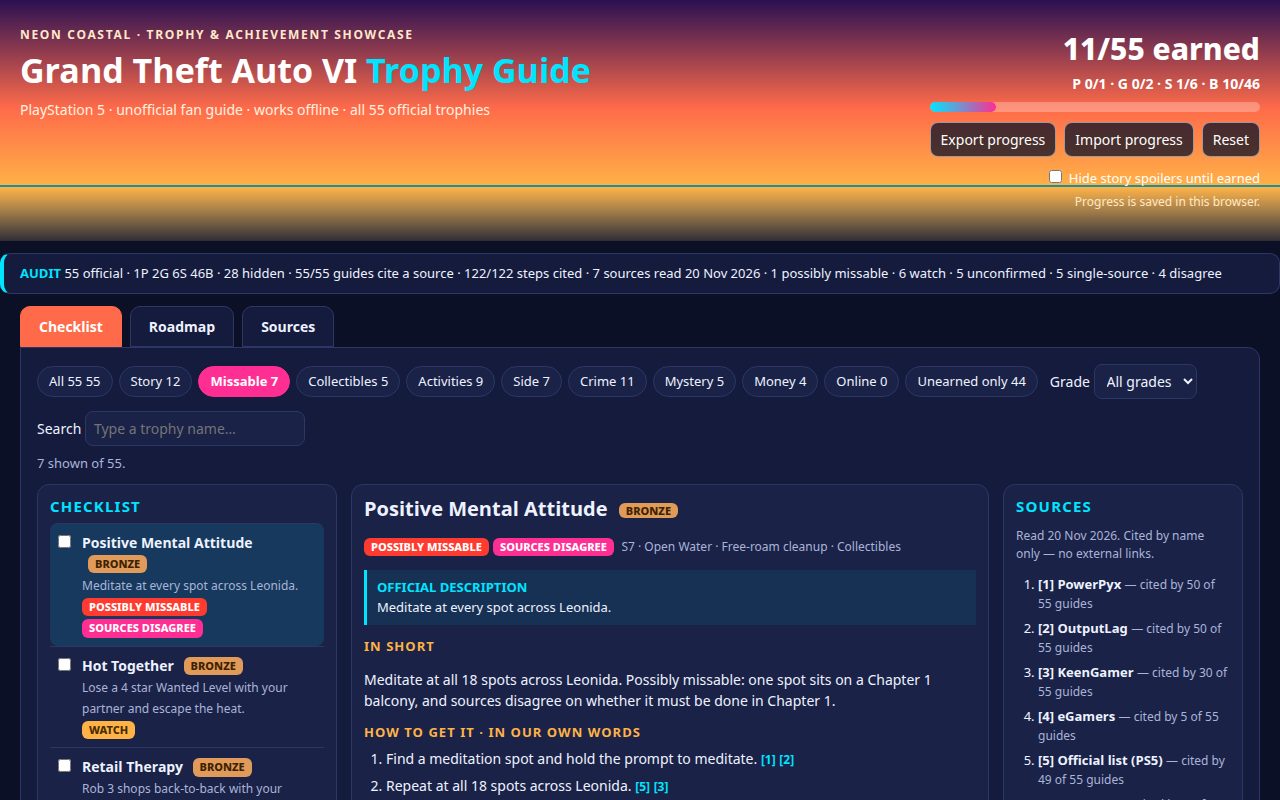 NEON COASTAL · TROPHY & ACHIEVEMENT SHOWCASE
Grand Theft Auto VI Trophy Guide
PlayStation 5 · unofficial fan guide · works offline · all 55 official trophies
11/55 earned
P 0/1 · G 0/2 · S 1/6 · B 10/46
Export progress
Import progress
Reset
Hide story spoilers until earned
Progress is saved in this browser.
AUDIT 55 official · 1P 2G 6S 46B · 28 hidden · 55/55 guides cite a source · 122/122 steps cited · 7 sources read 20 Nov 2026 · 1 possibly missable · 6 watch · 5 unconfirmed · 5 single-source · 4 disagree
Checklist
Roadmap
Sources
All 55 55
Story 12
Missable 7
Collectibles 5
Activities 9
Side 7
Crime 11
Mystery 5
Money 4
Online 0
Unearned only 44
Grade All grades
Search Type a trophy name...
7 shown of 55.
CHECKLIST
Positive Mental Attitude
BRONZE
Meditate at every spot across Leonida.
POSSIBLY MISSABLE
SOURCES DISAGREE
Hot Together BRONZE
Lose a 4 star Wanted Level with your
partner and escape the heat.
WATCH
Retail Therapy BRONZE
Rob 3 shops back-to-back with your
Positive Mental Attitude BRONZE
POSSIBLY MISSABLE SOURCES DISAGREE S7 · Open Water · Free-roam cleanup · Collectibles
OFFICIAL DESCRIPTION
Meditate at every spot across Leonida.
IN SHORT
Meditate at all 18 spots across Leonida. Possibly missable: one spot sits on a Chapter 1
balcony, and sources disagree on whether it must be done in Chapter 1.
HOW TO GET IT · IN OUR OWN WORDS
1. Find a meditation spot and hold the prompt to meditate. [1] [2]
2. Repeat at all 18 spots across Leonida. [5] [3]
SOURCES
Read 20 Nov 2026. Cited by name
only — no external links.
1. [1] PowerPyx — cited by 50 of
55 guides
2. [2] OutputLag — cited by 50 of
55 guides
3. [3] KeenGamer — cited by 30 of
55 guides
4. [4] eGamers — cited by 5 of 55
guides
5. [5] Official list (PS5) — cited by
49 of 55 guides